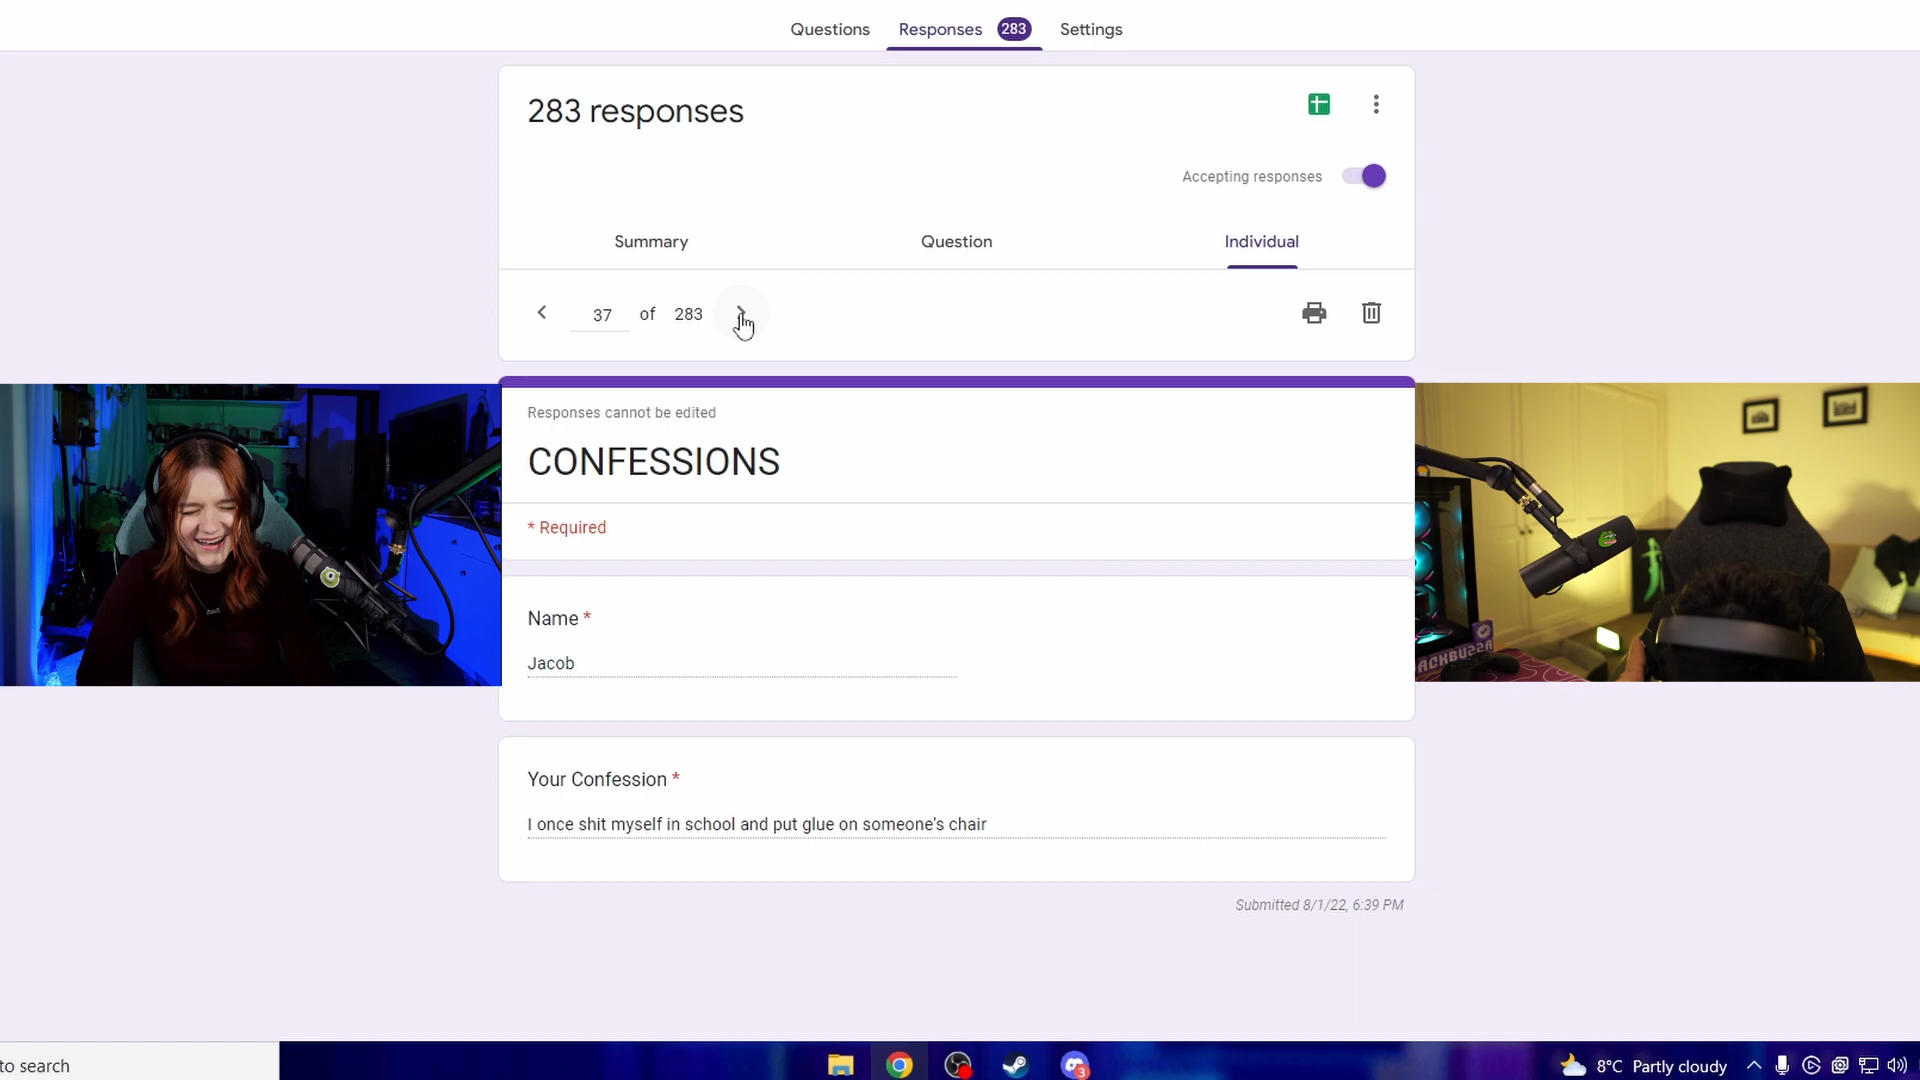 Questions Responses 283 Settings
283 responses
Accepting responses
Summary Question Individual
37 of 283
Responses cannot be edited
CONFESSIONS
* Required
Name *
Jacob
ACKBUZZA
Your Confession *
I once shit myself in school and put glue on someone's chair
Submitted 8/1/22, 6:39 PM
to search
3
8°C Partly cloudy